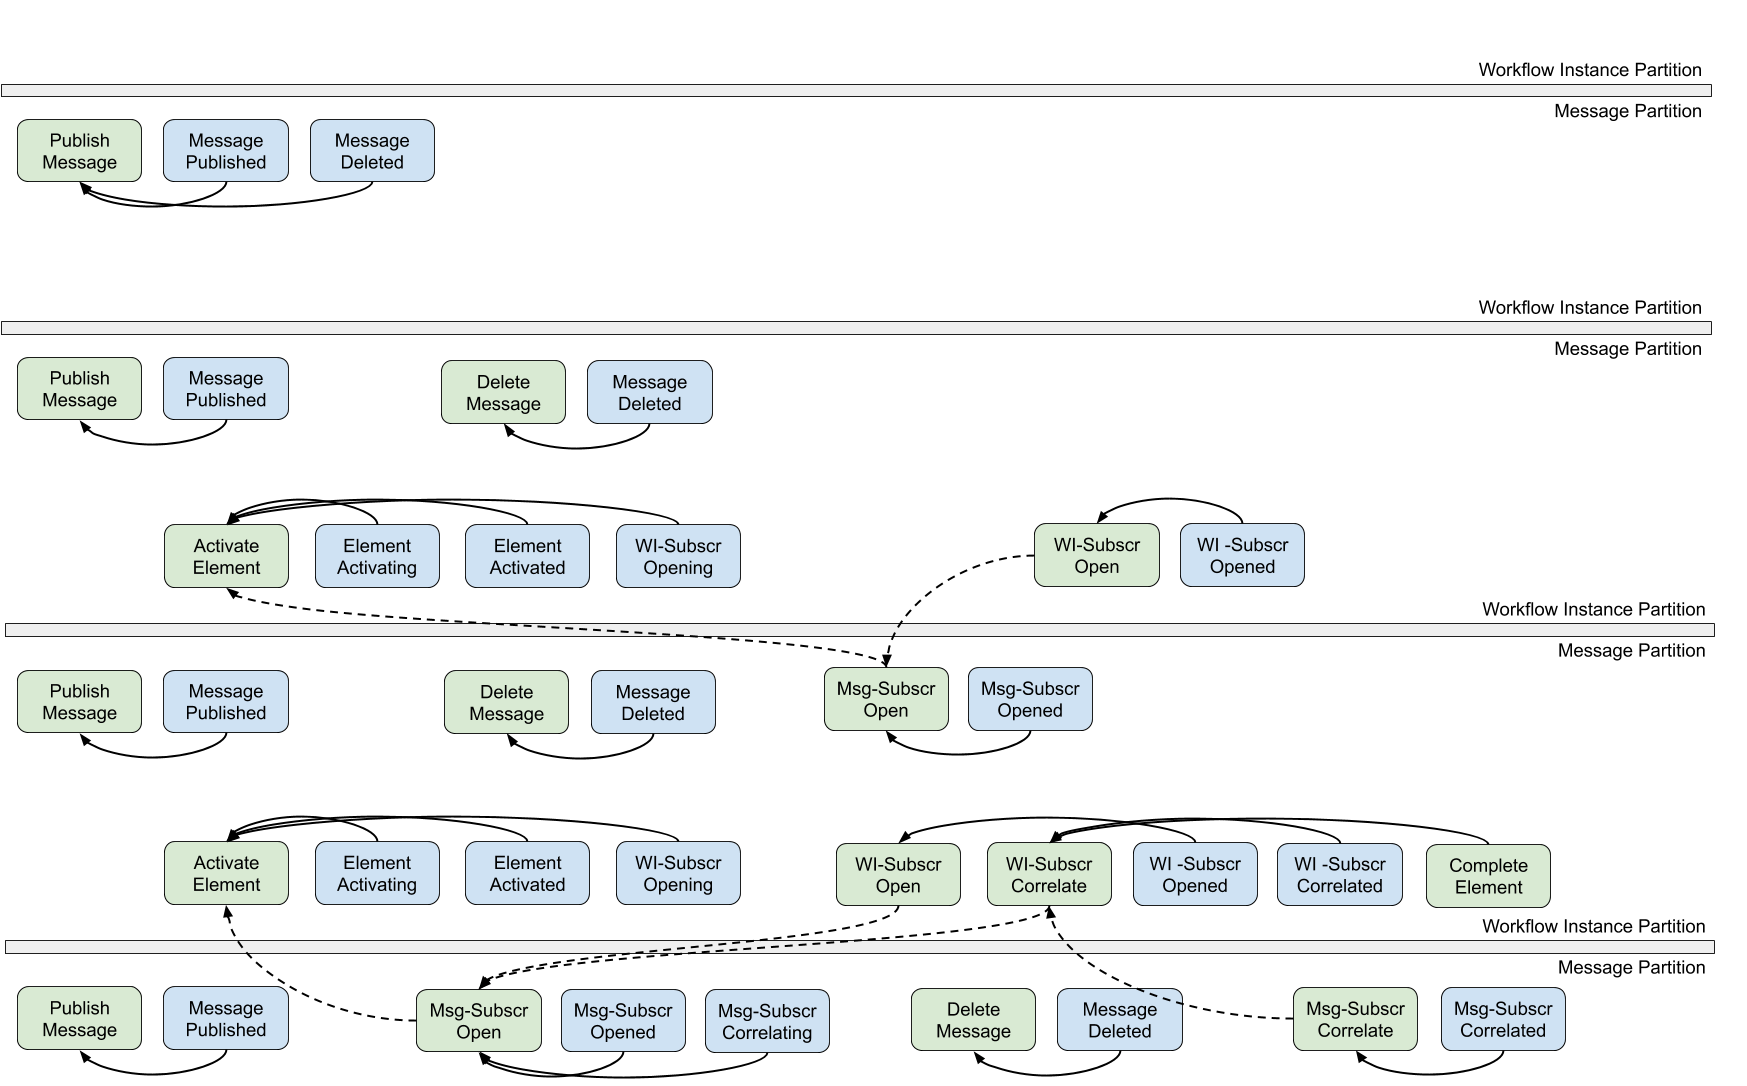 Workflow Instance Partition
Message Partition
Publish
Message
Message
Published
Message
Deleted
Workflow Instance Partition
Message Partition
Publish
Message
Message
Published
Delete
Message
Message
Deleted
Activate
Element
Element
Activating
Element
Activated
WI-Subscr
Opening
WI-Subscr
Open
WI -Subscr
Opened
Workflow Instance Partition
Message Partition
Publish
Message
Message
Published
Delete
Message
Message
Deleted
Msg-Subscr
Open
Msg-Subscr
Opened
Activate
Element
Element
Activating
Element
Activated
WI-Subscr
Opening
WI-Subscr
Open
WI-Subscr
Correlate
WI -Subscr
Opened
WI -Subscr
Correlated
Complete
Element
Workflow Instance Partition
Message Partition
Publish
Message
Message
Published
Msg-Subscr
Open
Msg-Subscr
Opened
Msg-Subscr
Correlating
Delete
Message
Message
Deleted
Msg-Subscr
Correlate
Msg-Subscr
Correlated